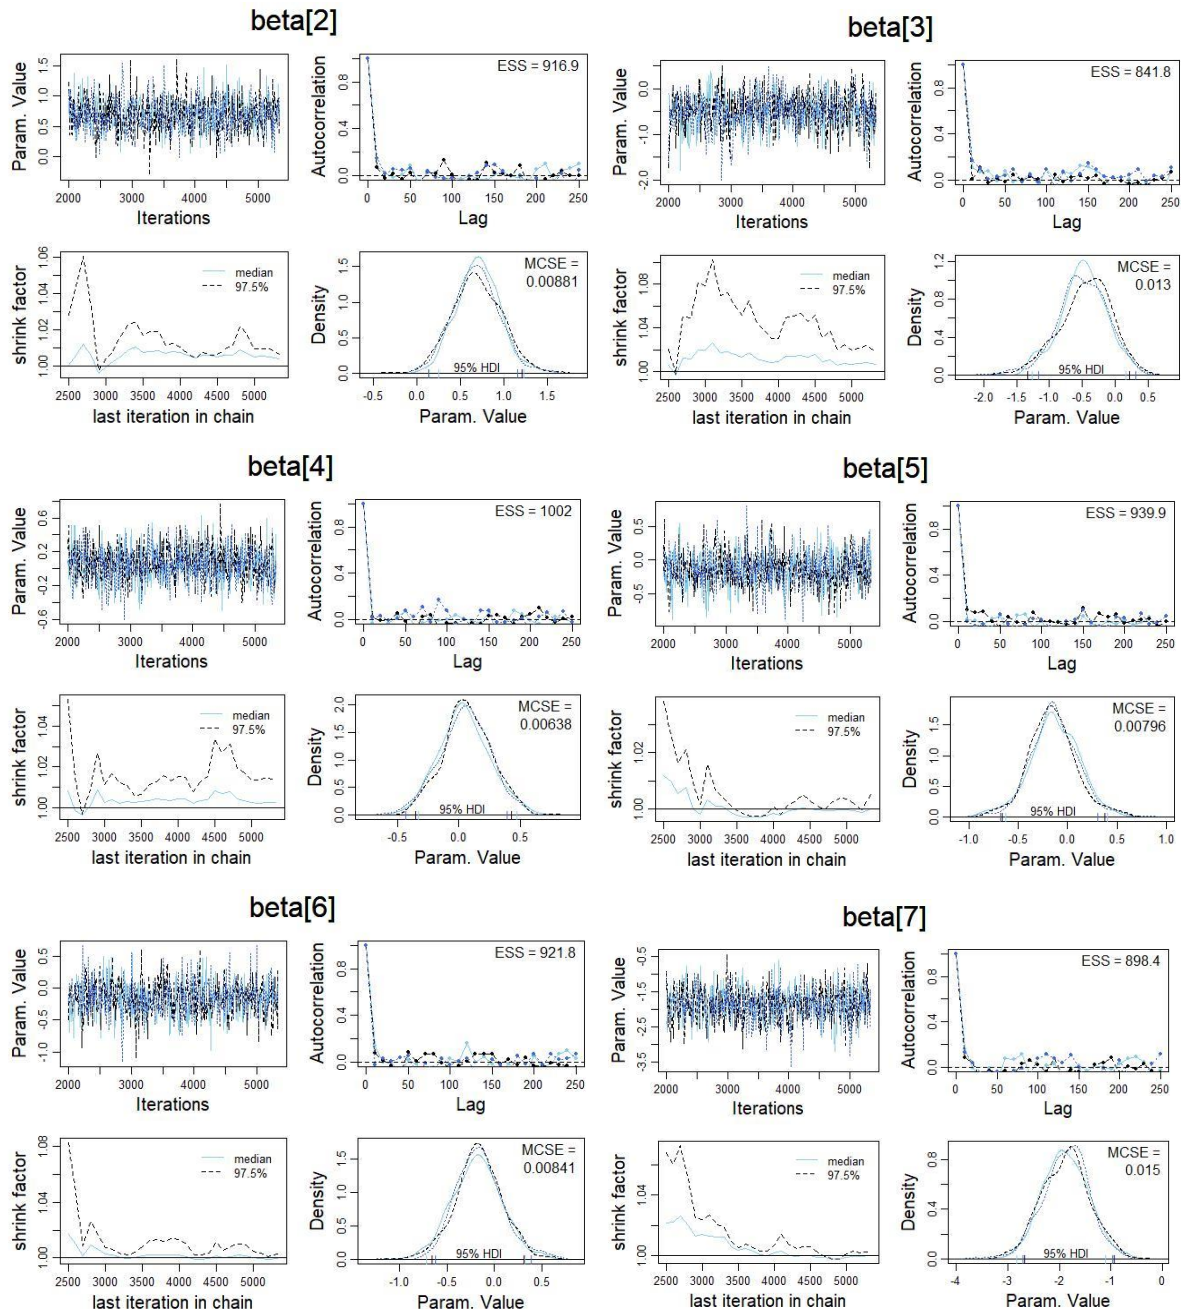 beta[2]
Param. Value
0.0 0.5 1.0 1.5
2000 3000 4000 5000
Iterations
Autocorrelation
0.0 0.4 0.8
ESS = 916.9
0 50 100 150 200 250
Lag
shrink factor
1.00 1.02 1.04 1.06
median
97.5%
2500 3000 3500 4000 4500 5000
last iteration in chain
Density
0.0 0.5 1.0 1.5
MCSE =
0.00881
95% HDI
-0.5 0.0 0.5 1.0 1.5
Param. Value
beta[3]
Param. Value
-2.0 -1.0 0.0
2000 3000 4000 5000
Iterations
Autocorrelation
0.0 0.4 0.8
ESS = 841.8
0 50 100 150 200 250
Lag
shrink factor
1.00 1.04 1.08
median
97.5%
2500 3000 3500 4000 4500 5000
last iteration in chain
Density
0.0 0.4 0.8 1.2
MCSE =
0.013
95% HDI
-2.0 -1.5 -1.0 -0.5 0.0 0.5
Param. Value
beta[4]
Param. Value
-0.6 -0.2 0.2 0.6
2000 3000 4000 5000
Iterations
Autocorrelation
0.0 0.4 0.8
ESS = 1002
0 50 100 150 200 250
Lag
shrink factor
1.00 1.02 1.04
median
97.5%
2500 3000 3500 4000 4500 5000
last iteration in chain
Density
0.0 0.5 1.0 1.5 2.0
MCSE =
0.00638
95% HDI
-0.5 0.0 0.5
Param. Value
beta[5]
Param. Value
-0.5 0.0 0.5
2000 3000 4000 5000
Iterations
Autocorrelation
0.0 0.4 0.8
ESS = 939.9
0 50 100 150 200 250
Lag
shrink factor
1.00 1.02
median
97.5%
2500 3000 3500 4000 4500 5000
last iteration in chain
Density
0.0 0.5 1.0 1.5
MCSE =
0.00796
95% HDI
-1.0 -0.5 0.0 0.5 1.0
Param. Value
beta[6]
Param. Value
-1.0 -0.5 0.0 0.5
2000 3000 4000 5000
Iterations
Autocorrelation
0.0 0.4 0.8
ESS = 921.8
0 50 100 150 200 250
Lag
shrink factor
1.00 1.04 1.08
median
97.5%
2500 3000 3500 4000 4500 5000
last iteration in chain
Density
0.0 0.5 1.0 1.5
MCSE =
0.00841
95% HDI
-1.0 -0.5 0.0 0.5
Param. Value
beta[7]
Param. Value
-3.5 -2.5 -1.5 -0.5
2000 3000 4000 5000
Iterations
Autocorrelation
0.0 0.4 0.8
ESS = 898.4
0 50 100 150 200 250
Lag
shrink factor
1.00 1.04
median
97.5%
2500 3000 3500 4000 4500 5000
last iteration in chain
Density
0.0 0.4 0.8
MCSE =
0.015
95% HDI
-4 -3 -2 -1 0
Param. Value